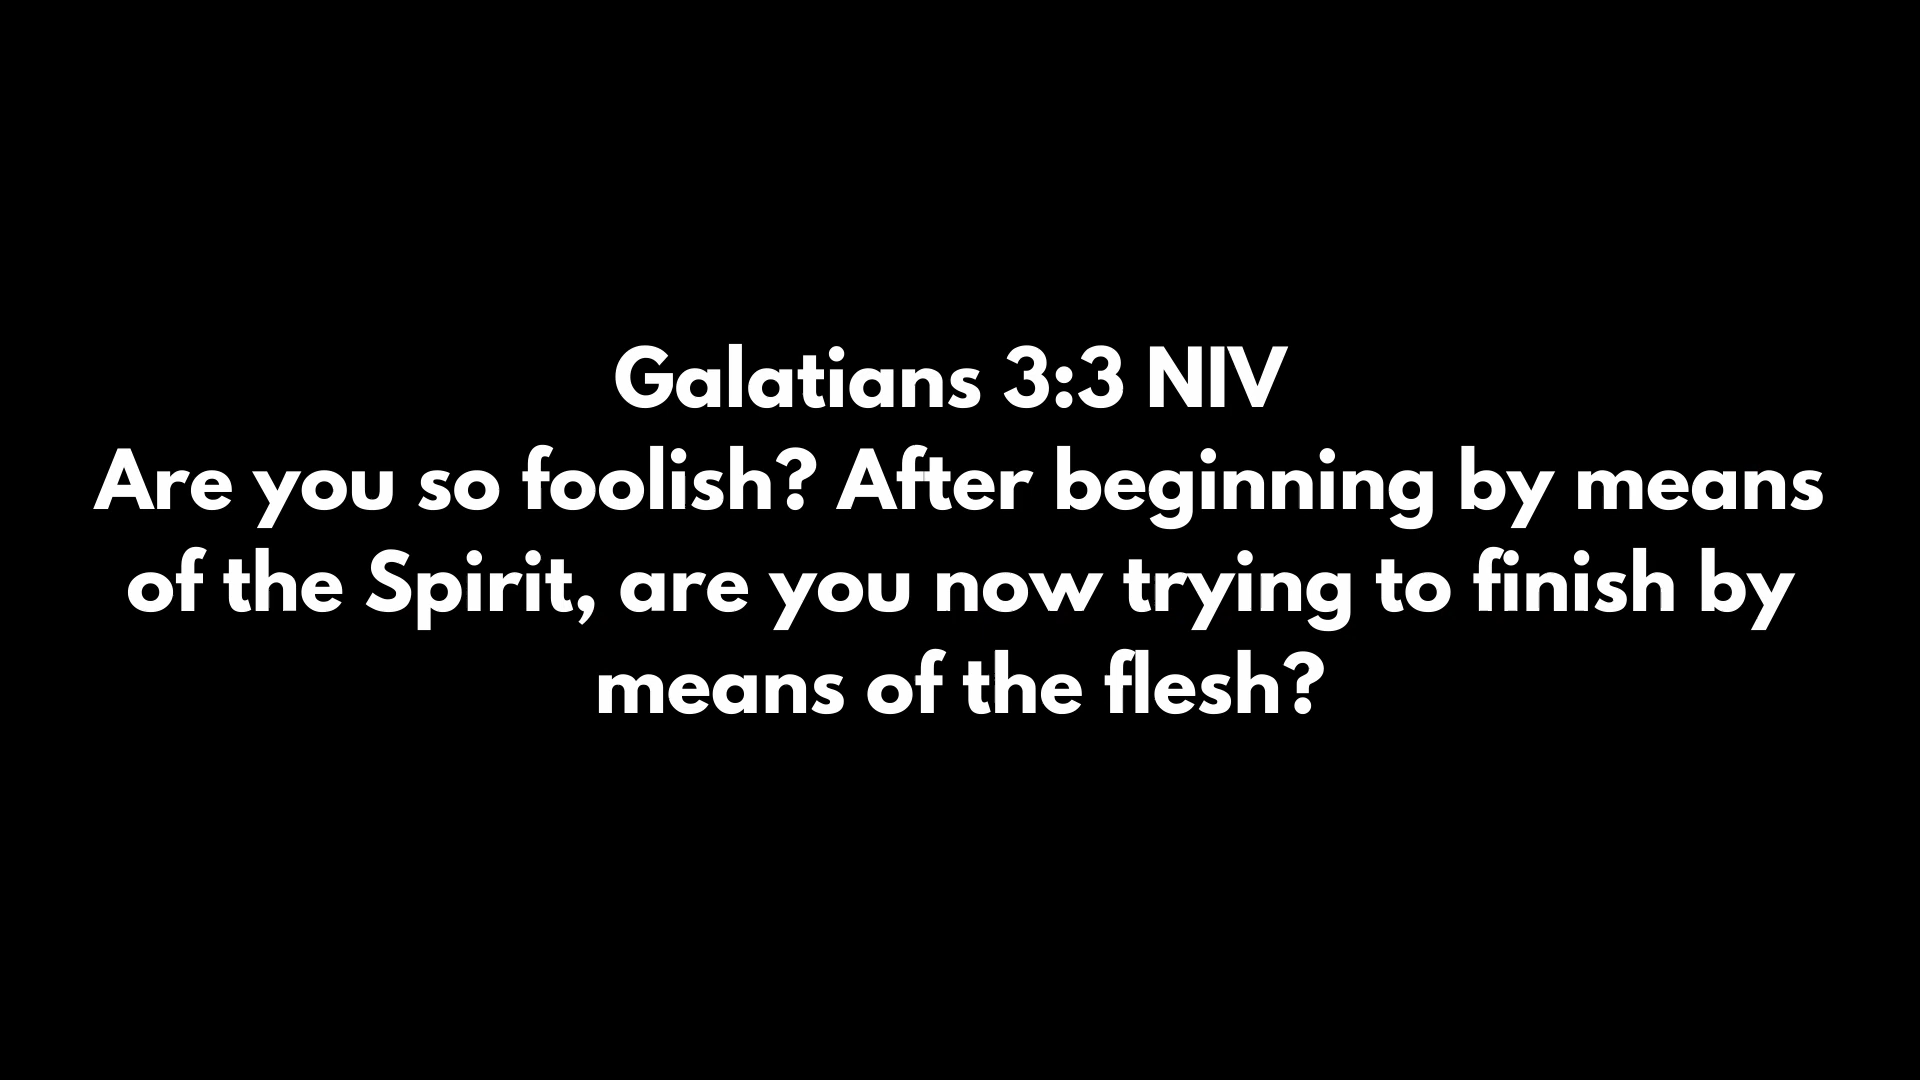 Galatians 3:3 NIV
Are you so foolish? After beginning by means
of the Spirit, are you now trying to finish by
means of the flesh?